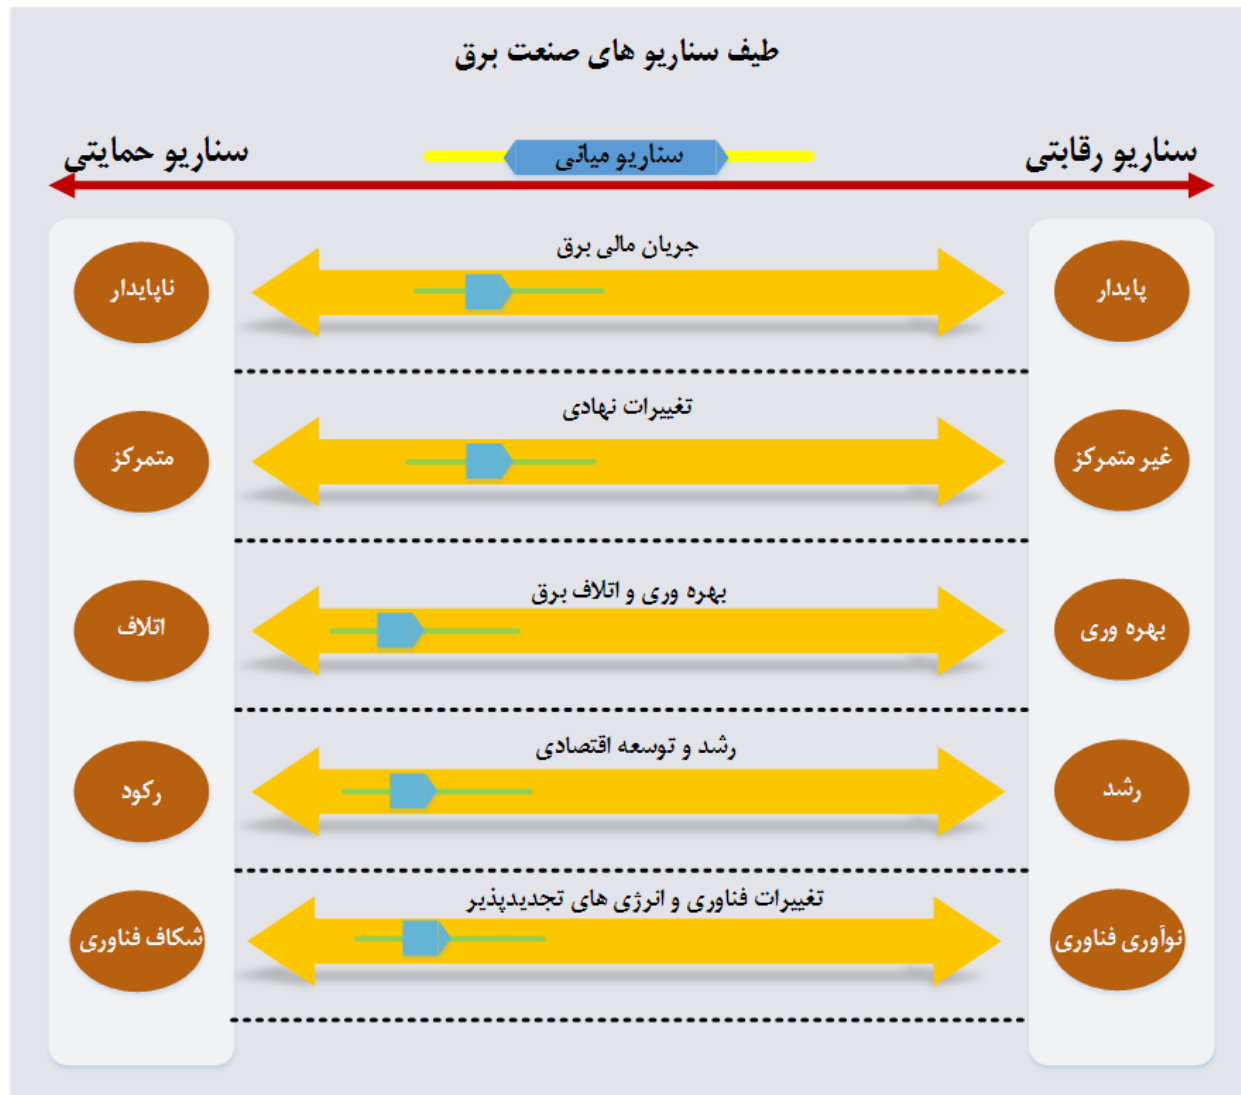 طیف سناریو های صنعت برق
سناریو رقابتی
سناریو میانی
سناریو حمایتی
جریان مالی برق
پایدار
ناپایدار
تغییرات نهادی
غیر متمرکز
متمرکز
بهره وری و اتلاف برق
بهره وری
اتلاف
رشد و توسعه اقتصادی
رشد
رکود
تغییرات فناوری و انرژی های تجدیدپذیر
نوآوری فناوری
شکاف فناوری